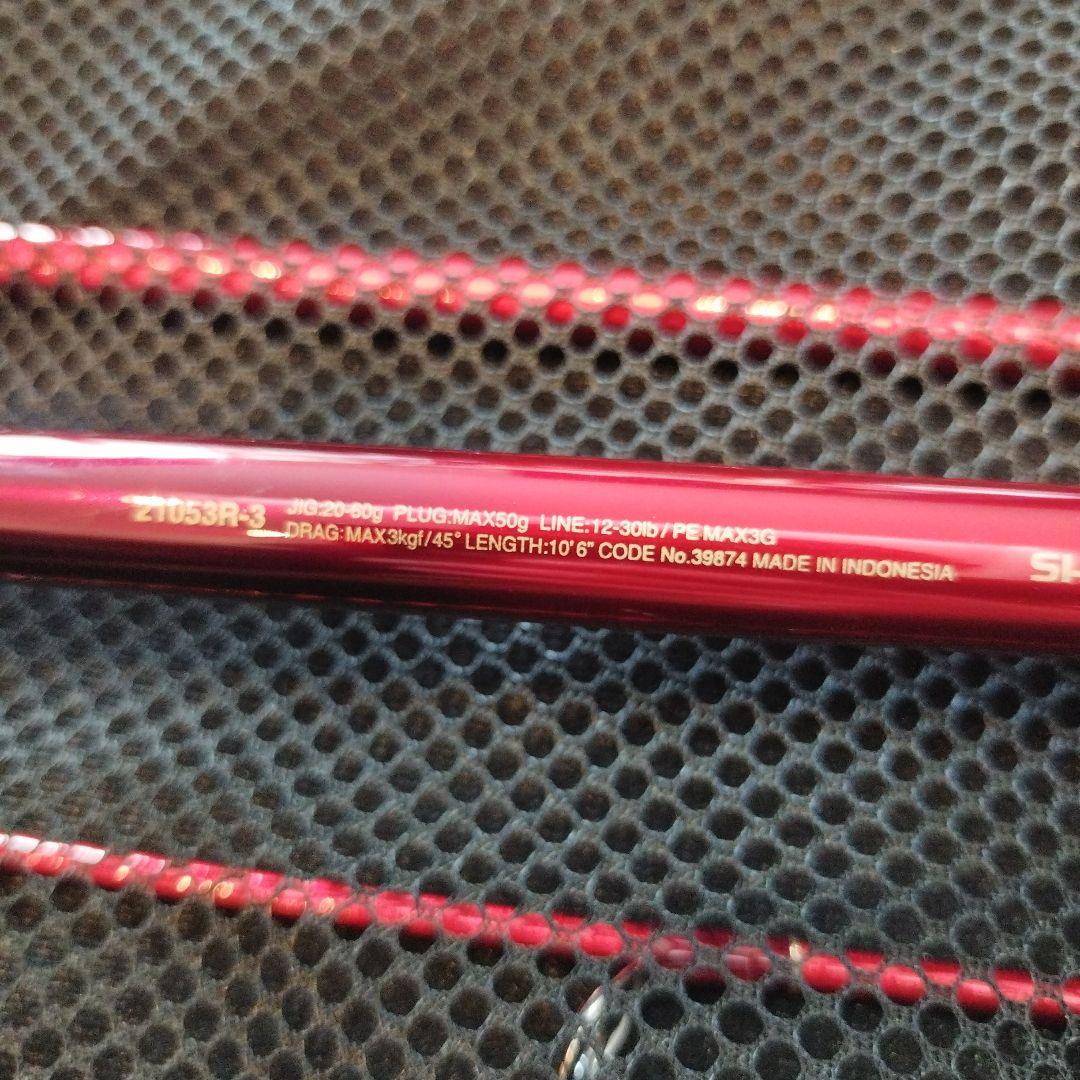 21053R-3
JIG:20-60g PLUG:MAX50g LINE:12-30lb/PE MAX3G
DRAG:MAX3kgf/45° LENGTH:10'6" CODE No.39874 MADE IN INDONESIA
SH